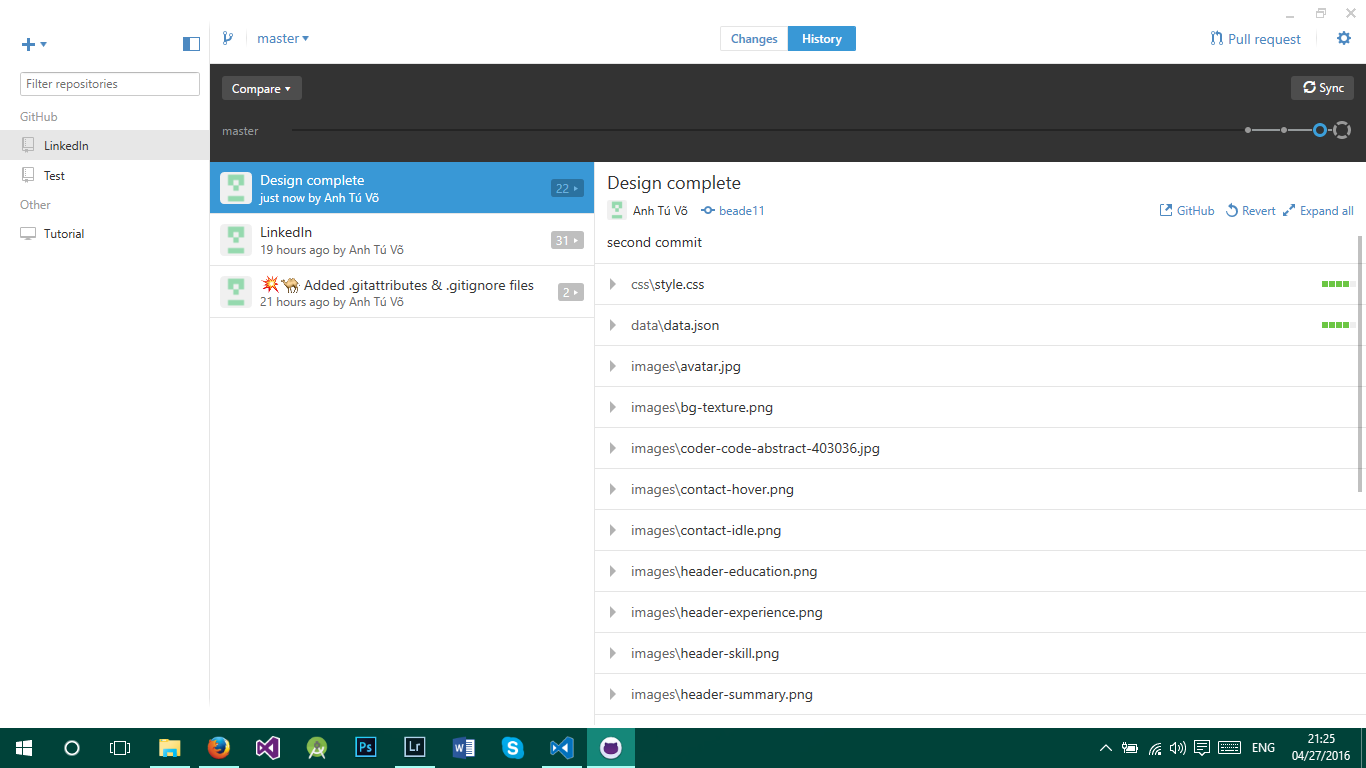 master
Changes
History
Pull request
Filter repositories
GitHub
LinkedIn
Test
Other
Tutorial
Compare
Sync
master
Design complete
just now by Anh Tú Võ
22
LinkedIn
19 hours ago by Anh Tú Võ
31
Added .gitattributes & .gitignore files
21 hours ago by Anh Tú Võ
2
Design complete
Anh Tú Võ beade11
GitHub Revert Expand all
second commit
css\style.css
data\data.json
images\avatar.jpg
images\bg-texture.png
images\coder-code-abstract-403036.jpg
images\contact-hover.png
images\contact-idle.png
images\header-education.png
images\header-experience.png
images\header-skill.png
images\header-summary.png
Ps
Lr
ENG
21:25
04/27/2016